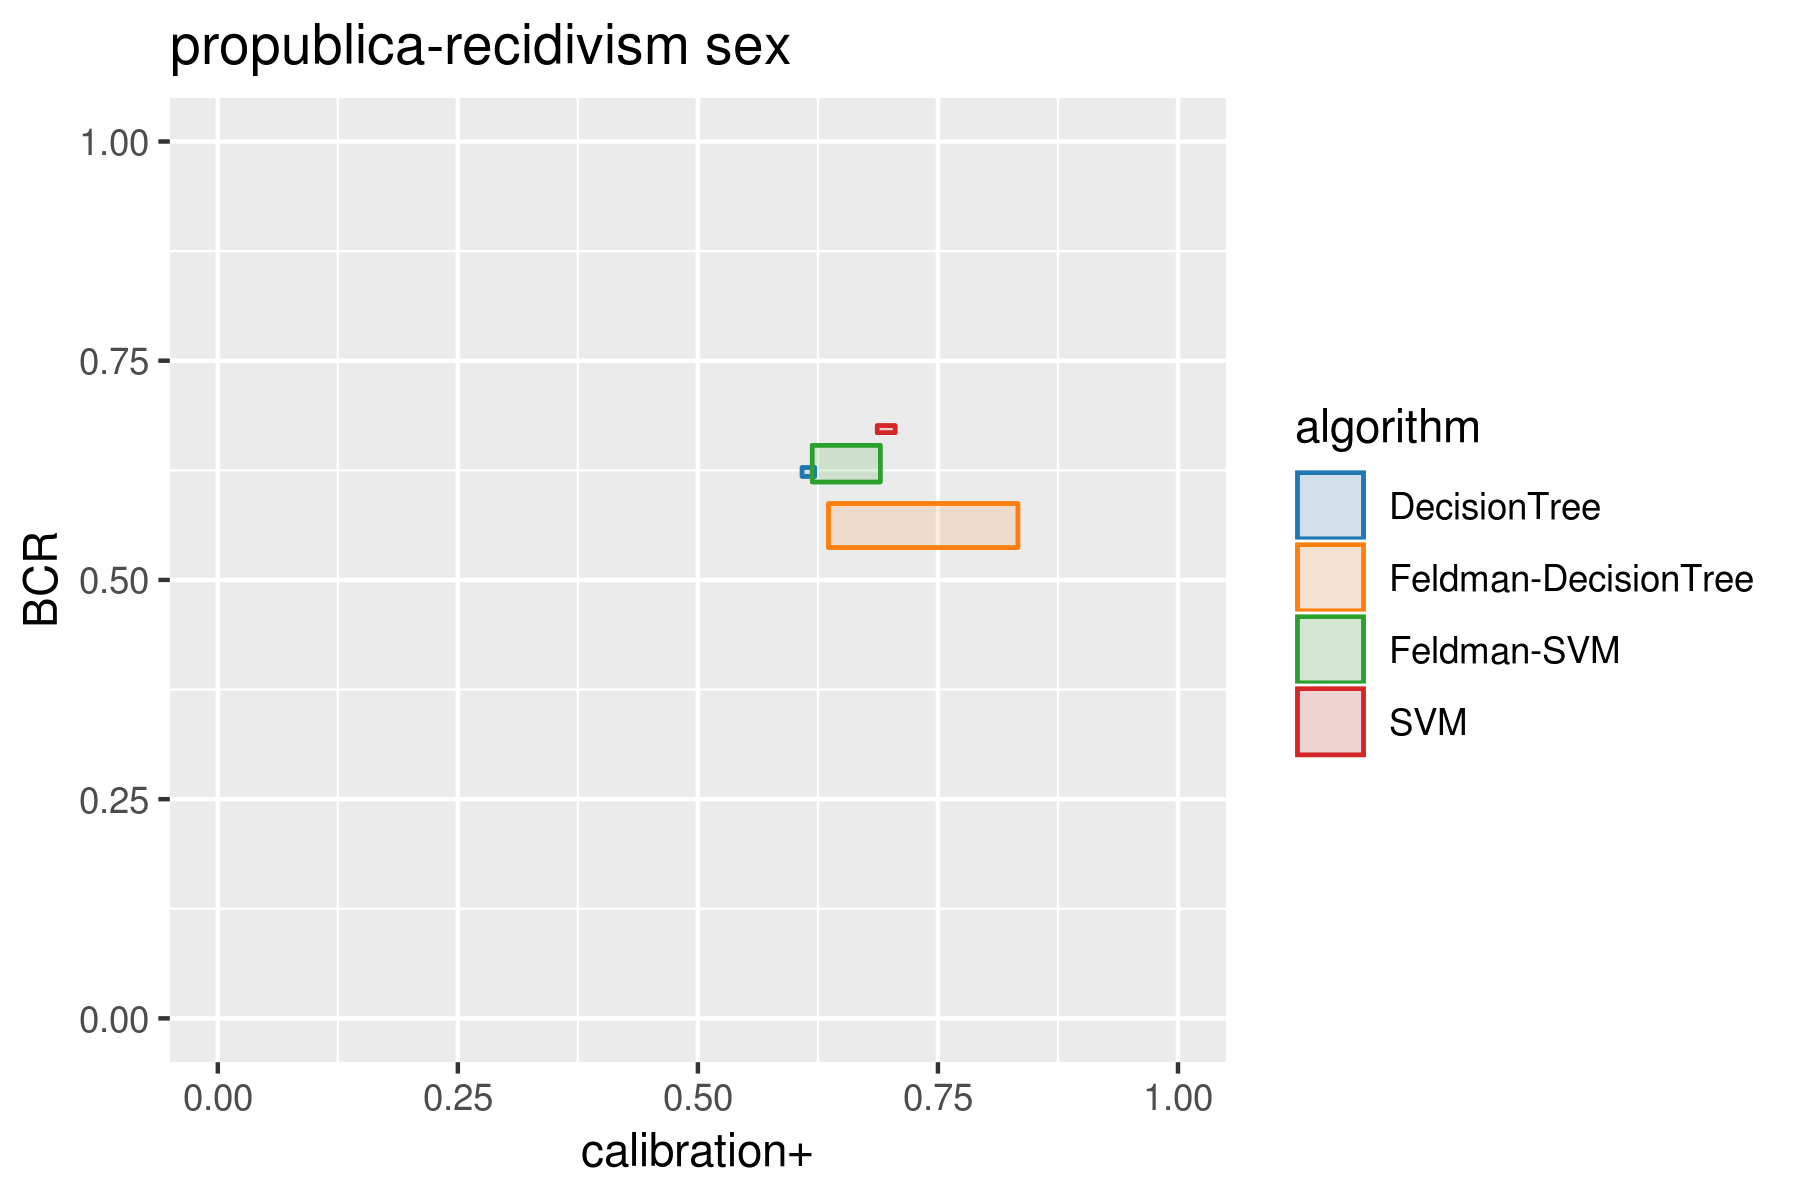 propublica-recidivism sex
1.00
0.75
0.50
0.25
0.00
BCR
0.00 0.25 0.50 0.75 1.00
calibration+
algorithm
DecisionTree
Feldman-DecisionTree
Feldman-SVM
SVM